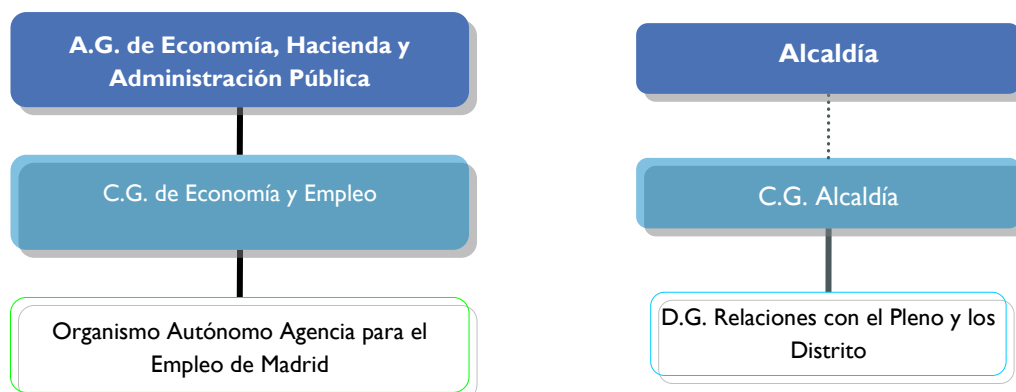 A.G. de Economía, Hacienda y
Administración Pública
C.G. de Economía y Empleo
Organismo Autónomo Agencia para el
Empleo de Madrid
Alcaldía
C.G. Alcaldía
D.G. Relaciones con el Pleno y los
Distrito